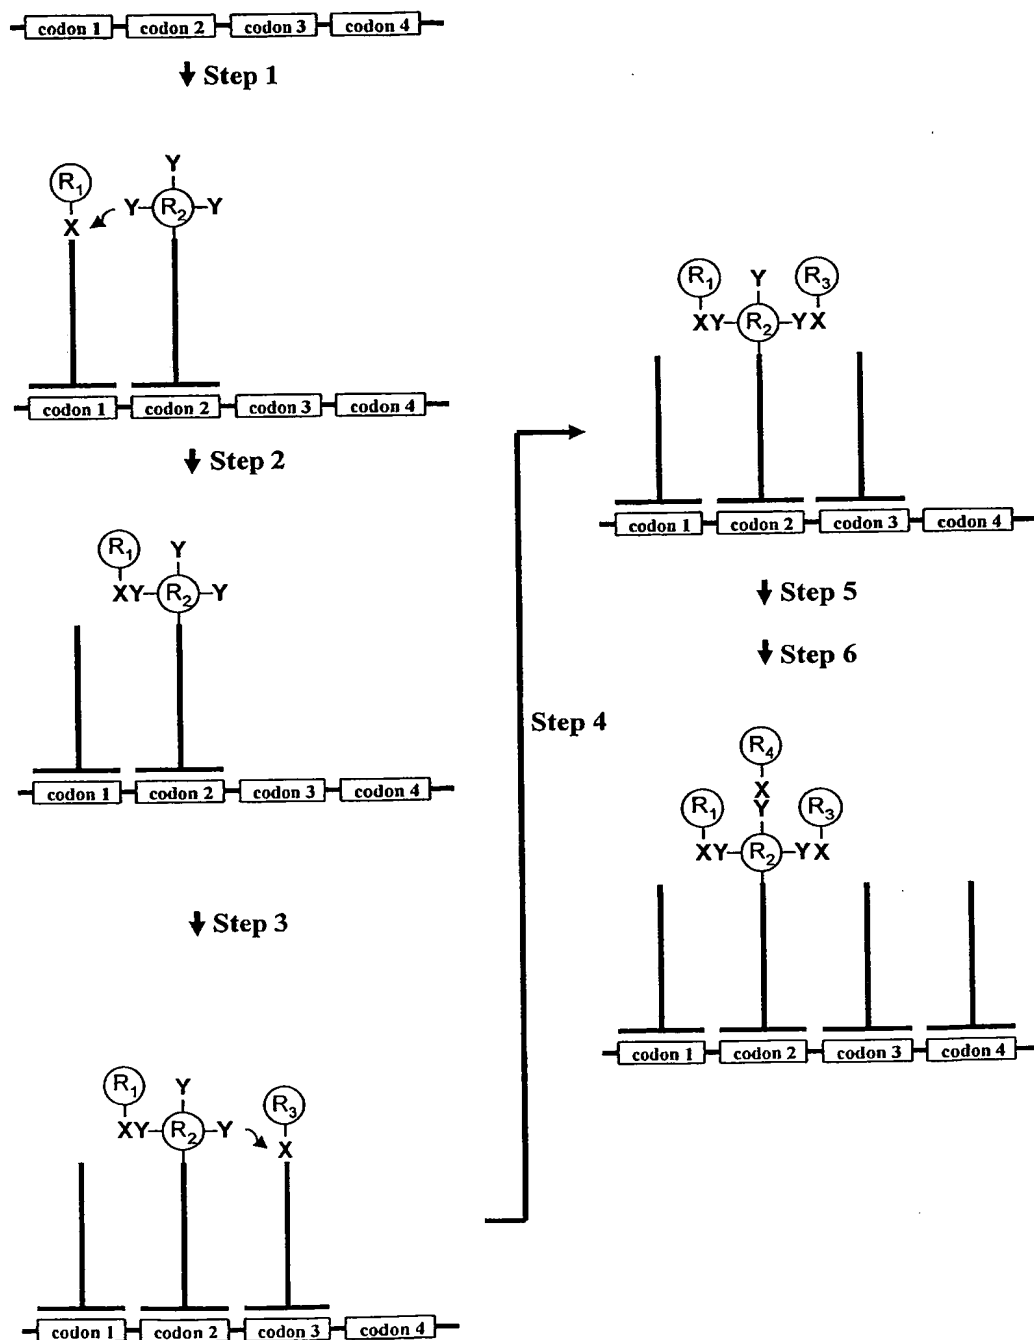 codon 1 codon 2 codon 3 codon 4
Step 1
Y
R1
Y R2 Y
X
codon 1 codon 2 codon 3 codon 4
Step 2
R1
Y
XY R2 Y
codon 1 codon 2 codon 3 codon 4
Step 3
R1
Y
R3
XY R2 Y
X
codon 1 codon 2 codon 3 codon 4
Step 4
R1
Y
R3
XY R2 YX
codon 1 codon 2 codon 3 codon 4
Step 5
Step 6
R4
X
R1
Y
R3
XY R2 YX
codon 1 codon 2 codon 3 codon 4